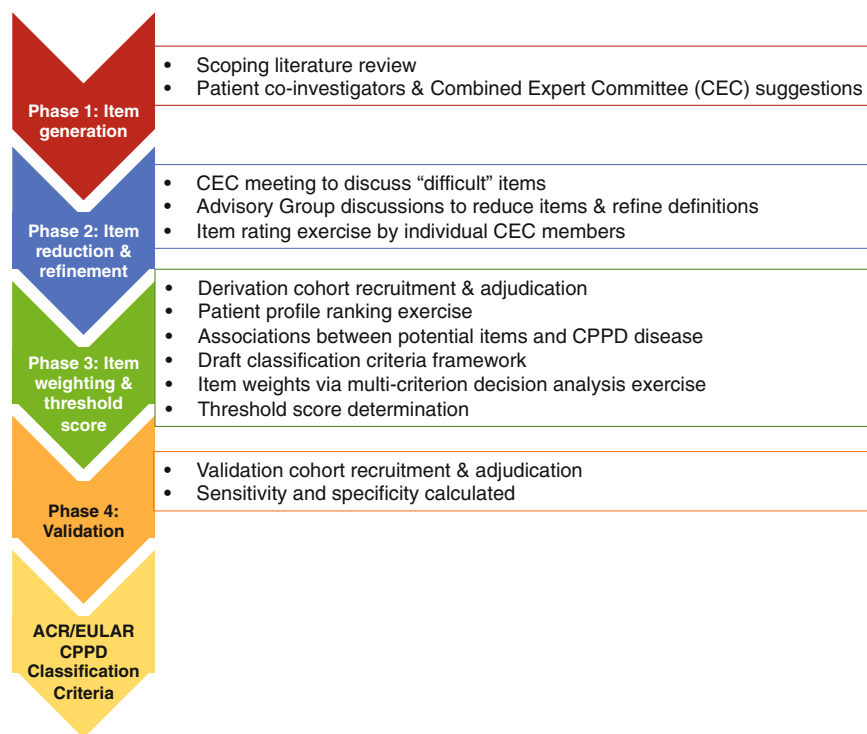 Phase 1: Item
generation
• Scoping literature review
• Patient co-investigators & Combined Expert Committee (CEC) suggestions
Phase 2: Item
reduction &
refinement
• CEC meeting to discuss “difficult” items
• Advisory Group discussions to reduce items & refine definitions
• Item rating exercise by individual CEC members
Phase 3: Item
weighting &
threshold
score
• Derivation cohort recruitment & adjudication
• Patient profile ranking exercise
• Associations between potential items and CPPD disease
• Draft classification criteria framework
• Item weights via multi-criterion decision analysis exercise
• Threshold score determination
Phase 4:
Validation
• Validation cohort recruitment & adjudication
• Sensitivity and specificity calculated
ACR/EULAR
CPPD
Classification
Criteria